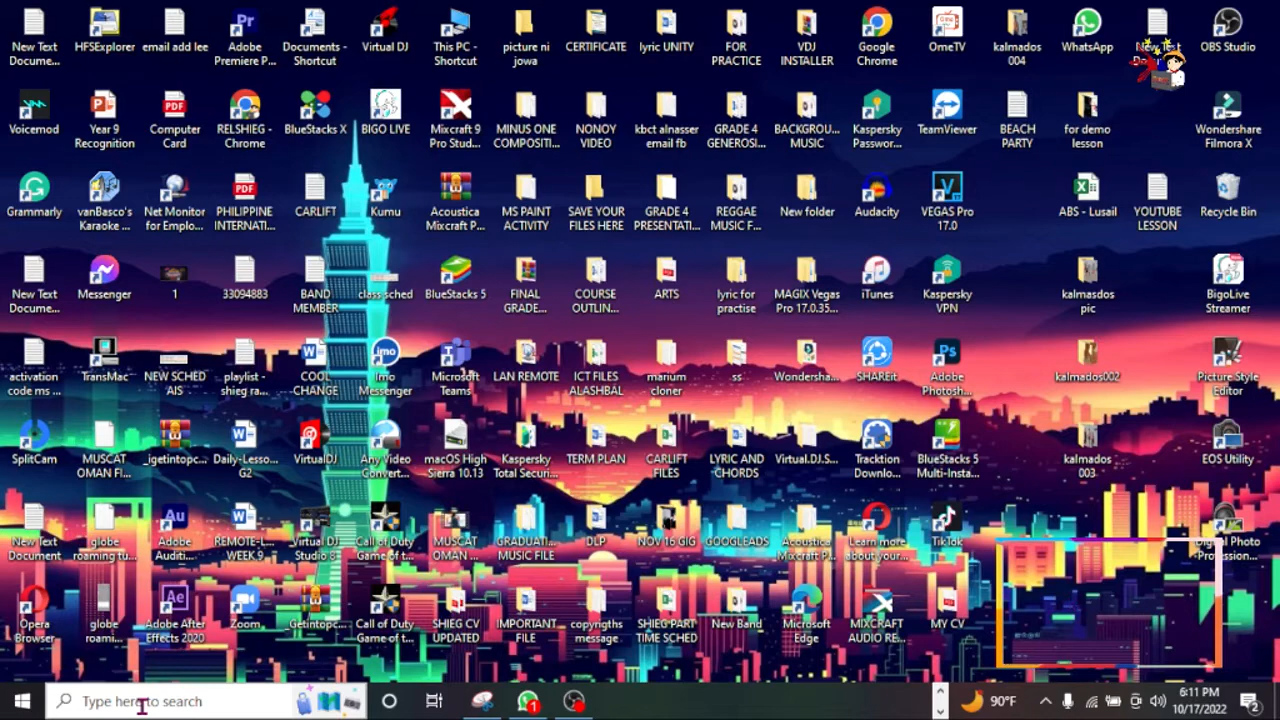 New Text
Docume...
HFSExplorer
email add lee
Adobe
Premiere P...
Documents -
Shortcut
Virtual DJ
This PC -
Shortcut
picture ni
jowa
CERTIFICATE
lyric UNITY
FOR
PRACTICE
VDJ
INSTALLER
Google
Chrome
OmeTV
kalmados
004
WhatsApp
OBS Studio
Voicemod
Year 9
Recognition
Computer
Card
RELSHIEG -
Chrome
BlueStacks X
BIGO LIVE
Mixcraft 9
Pro Stud...
MINUS ONE
COMPOSITI...
NONOY
VIDEO
kbct alnasser
email fb
GRADE 4
GENEROSI...
BACKGROU...
MUSIC
Kaspersky
Passwor...
TeamViewer
BEACH
PARTY
for demo
lesson
Wondershare
Filmora X
Grammarly
vanBasco's
Karaoke ...
Net Monitor
for Emplo...
PHILIPPINE
INTERNATI...
CARLIFT
Kumu
Acoustica
Mixcraft P...
MS PAINT
ACTIVITY
SAVE YOUR
FILES HERE
GRADE 4
PRESENTATI...
REGGAE
MUSIC F...
New folder
Audacity
VEGAS Pro
17.0
ABS - Lusail
YOUTUBE
LESSON
Recycle Bin
New Text
Docume...
Messenger
1
33094883
BAND
MEMBER
class sched
BlueStacks 5
FINAL
GRADE...
COURSE
OUTLIN...
ARTS
lyric for
practise
MAGIX Vegas
Pro 17.0.35...
iTunes
Kaspersky
VPN
kalmasdos
pic
BigoLive
Streamer
activation
code ms ...
TransMac
NEW SCHED
AIS
playlist -
shieg ra...
COOL
CHANGE
Imo
Messenger
Microsoft
Teams
LAN REMOTE
ICT FILES
ALASHBAL
marium
cloner
ss
Wondersha...
SHAREit
Adobe
Photosh...
kalmados002
Picture Style
Editor
SplitCam
MUSCAT
OMAN FI...
_igetintopc...
Daily-Lesso...
G2
VirtualDJ
Any Video
Convert...
macOS High
Sierra 10.13
Kaspersky
Total Securi...
TERM PLAN
CARLIFT
FILES
LYRIC AND
CHORDS
Virtual.DJ.S...
Tracktion
Downlo...
BlueStacks 5
Multi-Insta...
kalmados
003
EOS Utility
New Text
Document
globe
roaming tu...
Adobe
Auditi...
REMOTE-L...
WEEK 9
Virtual DJ
Studio 8
Call of Duty
Game of t...
MUSCAT
OMAN ...
GRADUATI...
MUSIC FILE
DLP
NOV 16 GIG
GOOGLEADS
Acoustica
Mixcraft P...
Learn more
about your...
TikTok
Digital Photo
Profession...
Opera
Browser
globe
roami...
Adobe After
Effects 2020
Zoom
Getintopc...
Call of Duty
Game of t...
SHIEG CV
UPDATED
IMPORTANT
FILE
copyngths
message
SHIEG PART
TIME SCHED
New Band
Microsoft
Edge
MIXCRAFT
AUDIO RE...
MY CV
Type here to search
1
90°F
6:11 PM
10/17/2022
2